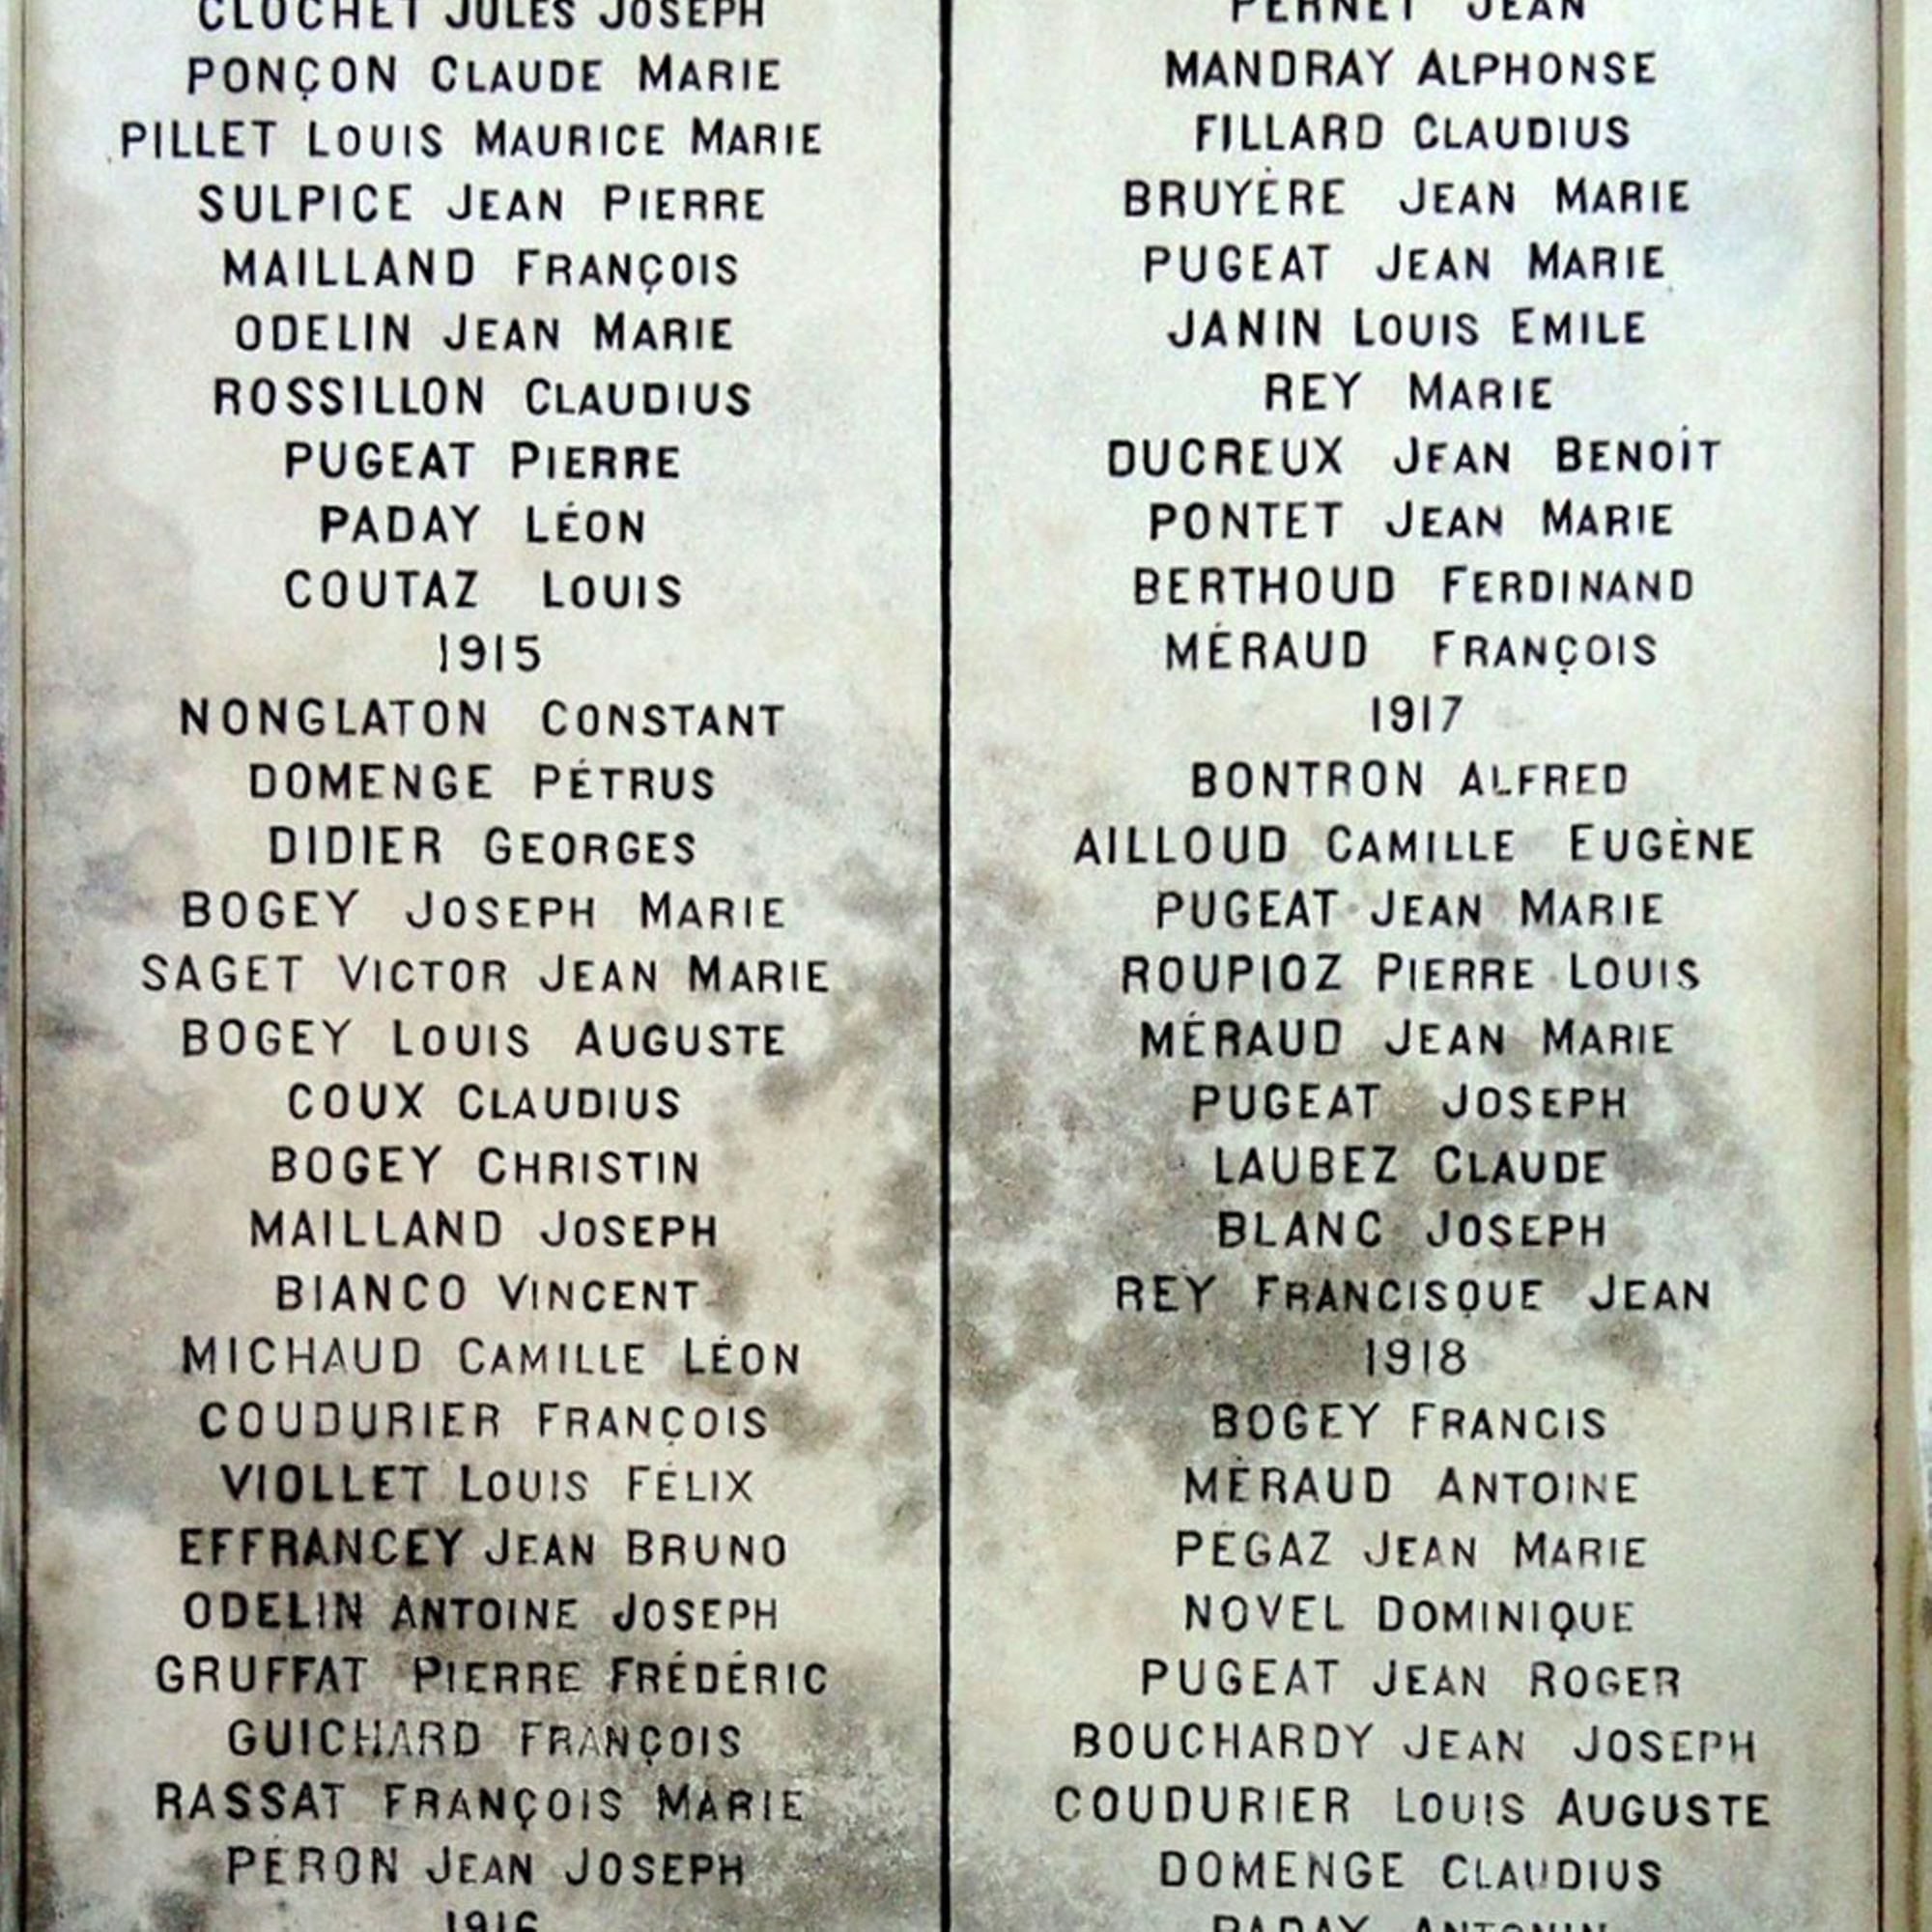 CLOCHET JULES JOSEPH
PONÇON CLAUDE MARIE
PILLET LOUIS MAURICE MARIE
SULPICE JEAN PIERRE
MAILLAND FRANÇOIS
ODELIN JEAN MARIE
ROSSILLON CLAUDIUS
PUGEAT PIERRE
PADAY LÉON
COUTAZ LOUIS
1915
NONGLATON CONSTANT
DOMENGE PÉTRUS
DIDIER GEORGES
BOGEY JOSEPH MARIE
SAGET VICTOR JEAN MARIE
BOGEY LOUIS AUGUSTE
COUX CLAUDIUS
BOGEY CHRISTIN
MAILLAND JOSEPH
BIANCO VINCENT
MICHAUD CAMILLE LÉON
COUDURIER FRANÇOIS
VIOLLET LOUIS FÉLIX
EFFRANCEY JEAN BRUNO
ODELIN ANTOINE JOSEPH
GRUFFAT PIERRE FRÉDÉRIC
GUICHARD FRANÇOIS
RASSAT FRANÇOIS MARIE
PÉRON JEAN JOSEPH
1916
PERNET JEAN
MANDRAY ALPHONSE
FILLARD CLAUDIUS
BRUYÈRE JEAN MARIE
PUGEAT JEAN MARIE
JANIN LOUIS EMILE
REY MARIE
DUCREUX JEAN BENOÎT
PONTET JEAN MARIE
BERTHOUD FERDINAND
MÉRAUD FRANÇOIS
1917
BONTRON ALFRED
AILLOUD CAMILLE EUGÈNE
PUGEAT JEAN MARIE
ROUPIOZ PIERRE LOUIS
MÉRAUD JEAN MARIE
PUGEAT JOSEPH
LAUBEZ CLAUDE
BLANC JOSEPH
REY FRANCISQUE JEAN
1918
BOGEY FRANCIS
MÉRAUD ANTOINE
PÉGAZ JEAN MARIE
NOVEL DOMINIQUE
PUGEAT JEAN ROGER
BOUCHARDY JEAN JOSEPH
COUDURIER LOUIS AUGUSTE
DOMENGE CLAUDIUS
PADAY ANTONIN